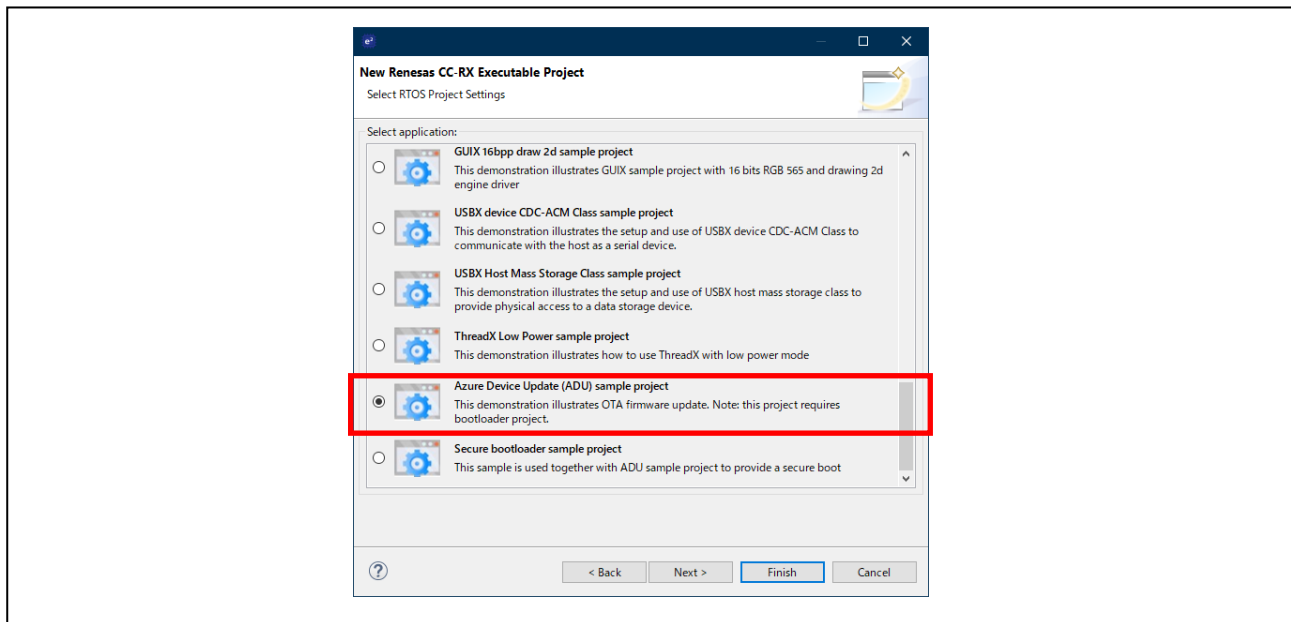 e²
New Renesas CC-RX Executable Project
Select RTOS Project Settings
Select application:
GUIX 16bpp draw 2d sample project
This demonstration illustrates GUIX sample project with 16 bits RGB 565 and drawing 2d
engine driver
USBX device CDC-ACM Class sample project
This demonstration illustrates the setup and use of USBX device CDC-ACM Class to
communicate with the host as a serial device.
USBX Host Mass Storage Class sample project
This demonstration illustrates the setup and use of USBX host mass storage class to
provide physical access to a data storage device.
ThreadX Low Power sample project
This demonstration illustrates how to use ThreadX with low power mode
Azure Device Update (ADU) sample project
This demonstration illustrates OTA firmware update. Note: this project requires
bootloader project.
Secure bootloader sample project
This sample is used together with ADU sample project to provide a secure boot
? < Back Next > Finish Cancel